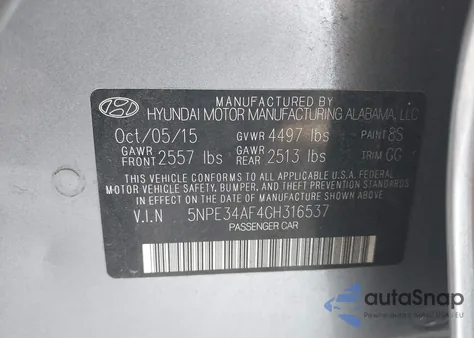 MANUFACTURED BY
HYUNDAI MOTOR MANUFACTURING ALABAMA, LLC
Oct/05/15 GVWR 4497 lbs PAINT 8S
GAWR FRONT 2557 lbs GAWR REAR 2513 lbs TRIM GG
THIS VEHICLE CONFORMS TO ALL APPLICABLE U.S.A. FEDERAL
MOTOR VEHICLE SAFETY, BUMPER, AND THEFT PREVENTION STANDARDS
IN EFFECT ON THE DATE OF MANUFACTURE SHOWN ABOVE.
V.I.N 5NPE34AF4GH316537
PASSENGER CAR
autoSnap